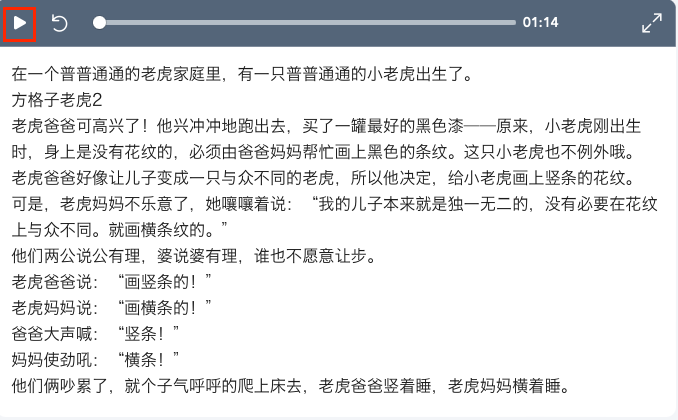 01:14
在一个普普通通的老虎家庭里，有一只普普通通的小老虎出生了。
方格子老虎2
老虎爸爸可高兴了！他兴冲冲地跑出去，买了一罐最好的黑色漆——原来，小老虎刚出生
时，身上是没有花纹的，必须由爸爸妈妈帮忙画上黑色的条纹。这只小老虎也不例外哦。
老虎爸爸好像让儿子变成一只与众不同的老虎，所以他决定，给小老虎画上竖条的花纹。
可是，老虎妈妈不乐意了，她嚷嚷着说：“我的儿子本来就是独一无二的，没有必要在花纹
上与众不同。就画横条纹的。”
他们两公说公有理，婆说婆有理，谁也不愿意让步。
老虎爸爸说：“画竖条的！”
老虎妈妈说：“画横条的！”
爸爸大声喊：“竖条！”
妈妈使劲吼：“横条！”
他们俩吵累了，就个子气呼呼的爬上床去，老虎爸爸竖着睡，老虎妈妈横着睡。